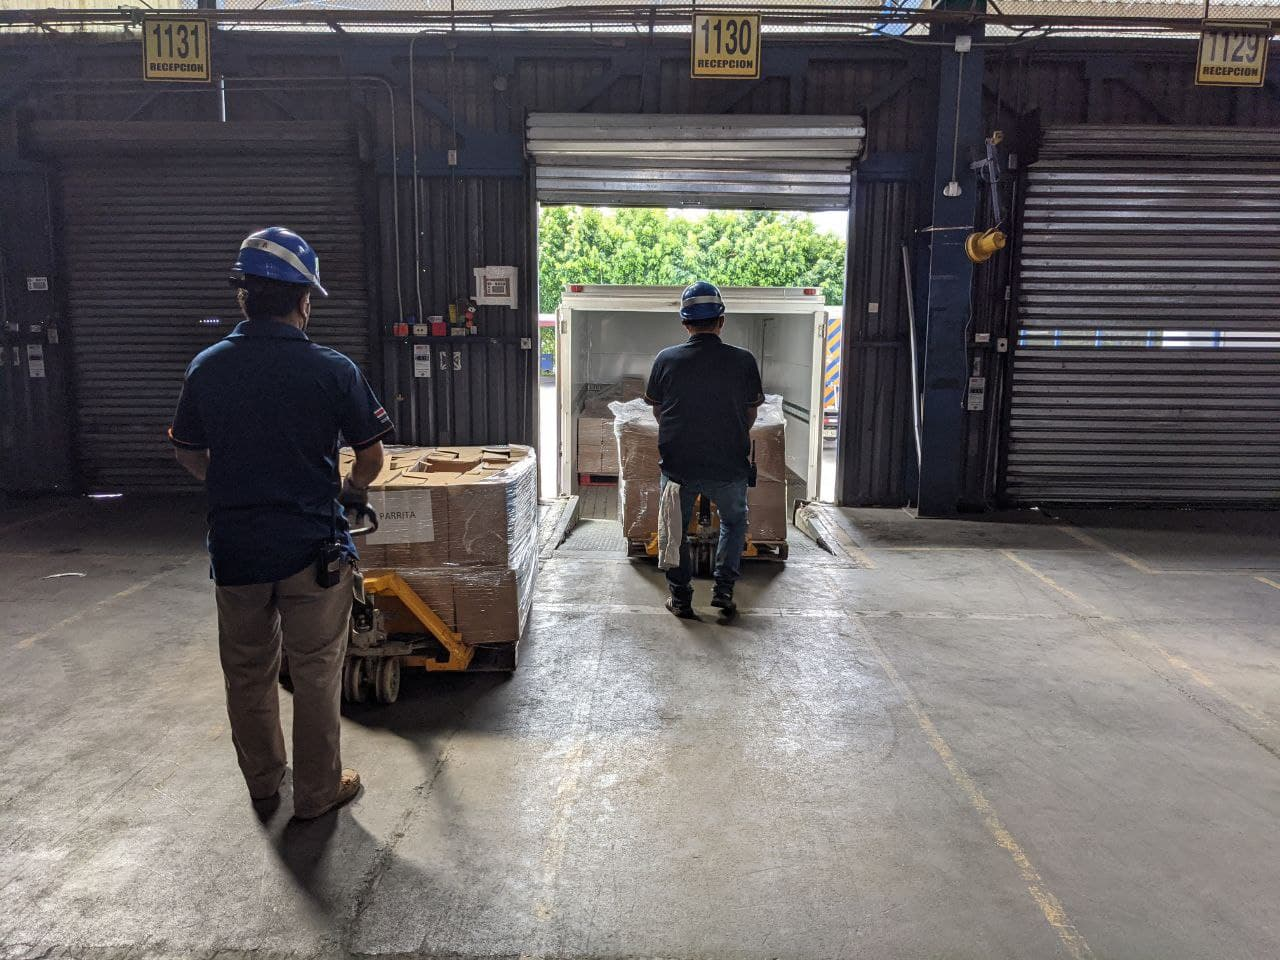 1131
RECEPCION
1130
RECEPCION
1129
RECEPCION
PARRITA